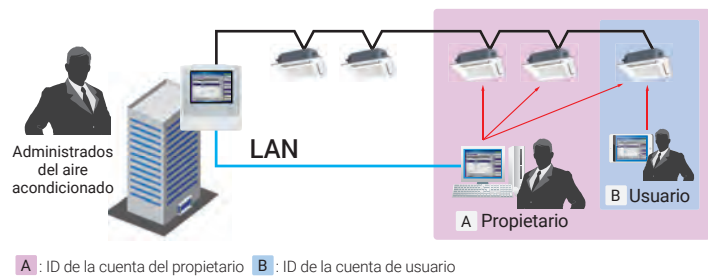 Administrados
del aire
acondicionado
LAN
A Propietario
B Usuario
A : ID de la cuenta del propietario B : ID de la cuenta de usuario